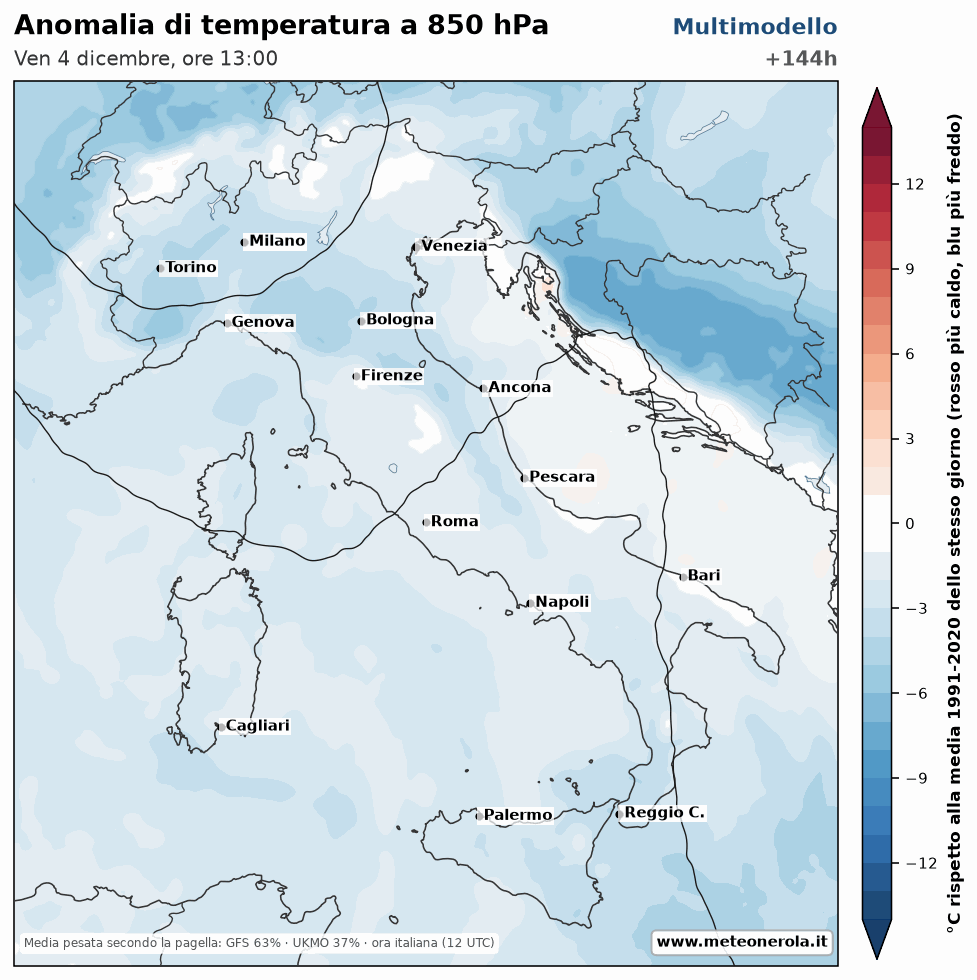 Anomalia di temperatura a 850 hPa
Multimodello
Ven 4 dicembre, ore 13:00
+144h
Milano
Venezia
Torino
Genova
Bologna
Firenze
Ancona
Pescara
Roma
Bari
Napoli
Cagliari
Palermo
Reggio C.
12
9
6
3
0
−3
−6
−9
−12
°C rispetto alla media 1991-2020 dello stesso giorno (rosso più caldo, blu più freddo)
Media pesata secondo la pagella: GFS 63% · UKMO 37% · ora italiana (12 UTC)
www.meteonerola.it